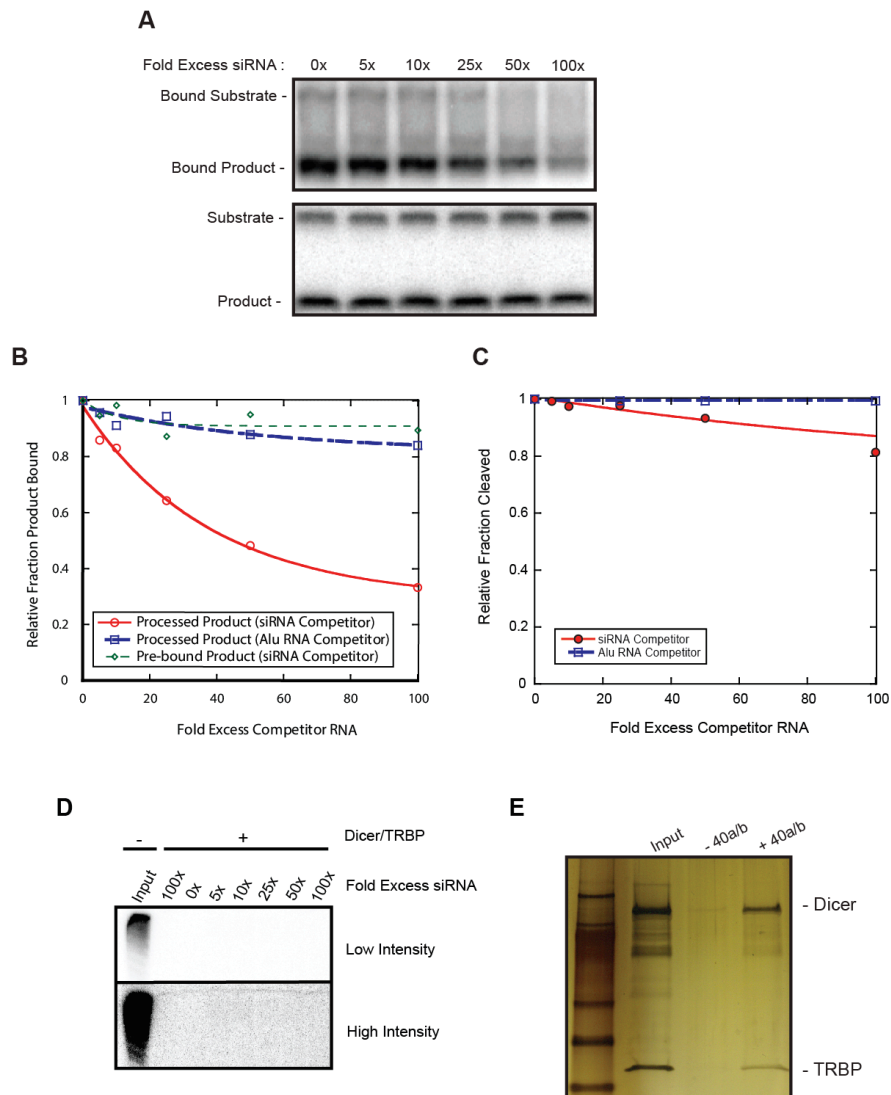 A
Fold Excess siRNA : 0x 5x 10x 25x 50x 100x
Bound Substrate -
Bound Product -
Substrate -
Product -
B
Relative Fraction Product Bound
1
0.8
0.6
0.4
0.2
0
Processed Product (siRNA Competitor)
Processed Product (Alu RNA Competitor)
Pre-bound Product (siRNA Competitor)
0 20 40 60 80 100
Fold Excess Competitor RNA
C
Relative Fraction Cleaved
1
0.8
0.6
0.4
0.2
0
siRNA Competitor
Alu RNA Competitor
0 20 40 60 80 100
Fold Excess Competitor RNA
D
- + Dicer/TRBP
Input 100x 0x 5x 10x 25x 50x 100x Fold Excess siRNA
Low Intensity
High Intensity
E
Input - 40a/b + 40a/b
- Dicer
- TRBP